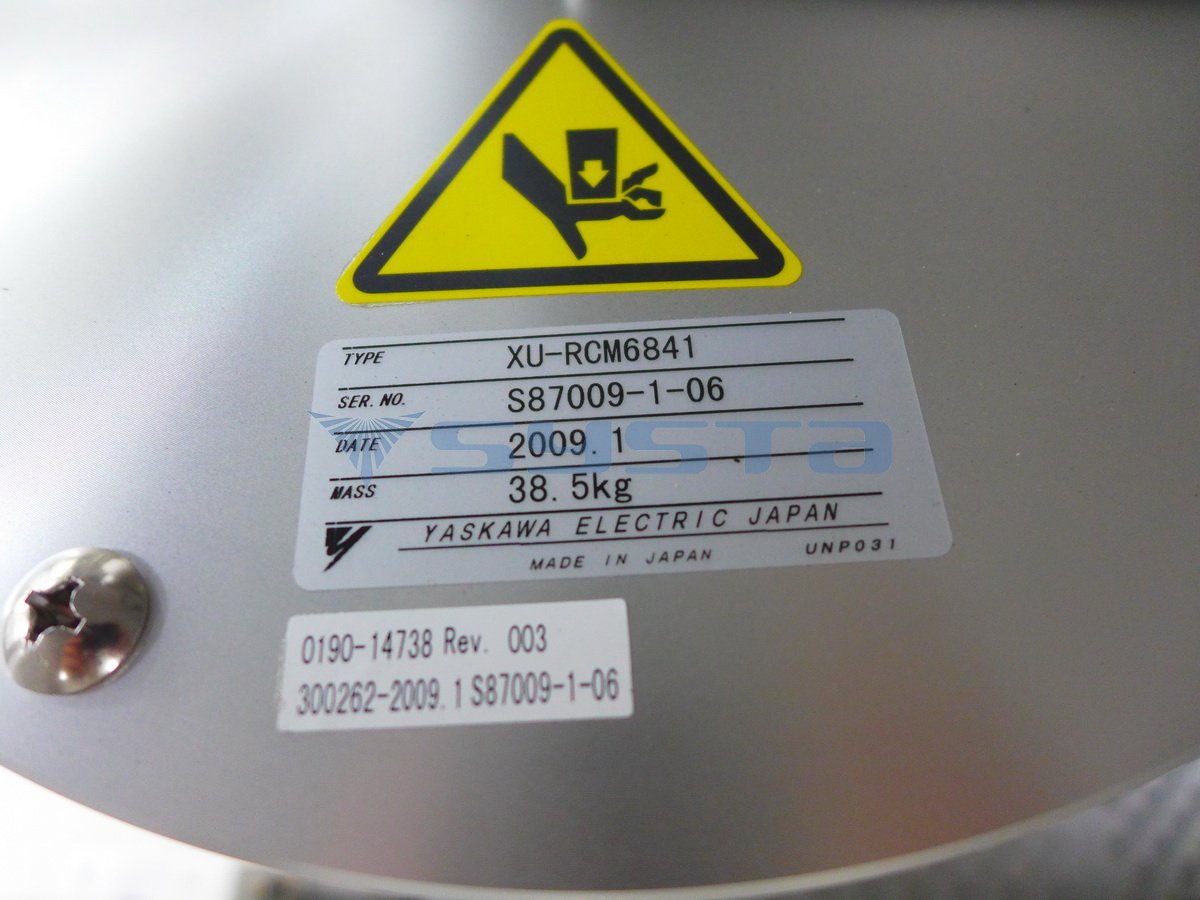 TYPE XU-RCM6841
SER. NO. S87009-1-06
DATE 2009.1
MASS 38.5kg
YASKAWA ELECTRIC JAPAN
MADE IN JAPAN UNP031
0190-14738 Rev. 003
300262-2009.1 S87009-1-06
SUSTA